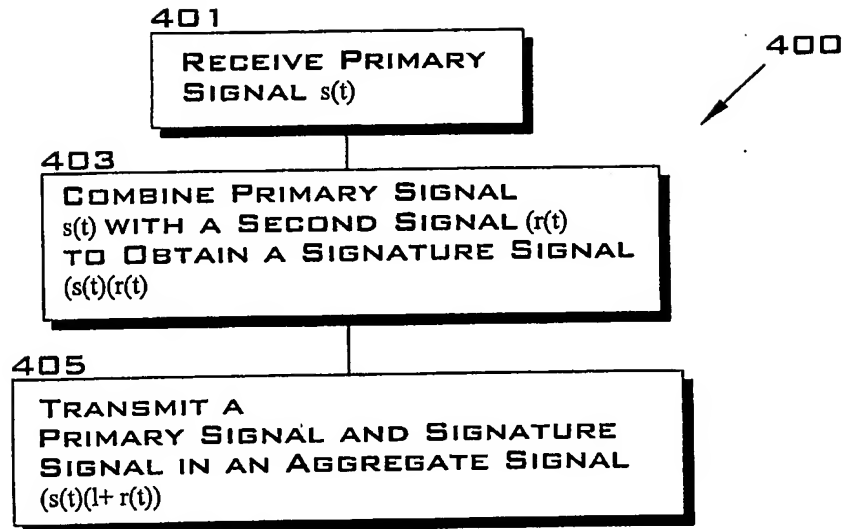 401
400
RECEIVE PRIMARY
SIGNAL s(t)
403
COMBINE PRIMARY SIGNAL
s(t) WITH A SECOND SIGNAL (r(t)
TO OBTAIN A SIGNATURE SIGNAL
(s(t)(r(t)
405
TRANSMIT A
PRIMARY SIGNAL AND SIGNATURE
SIGNAL IN AN AGGREGATE SIGNAL
(s(t)(l+ r(t))